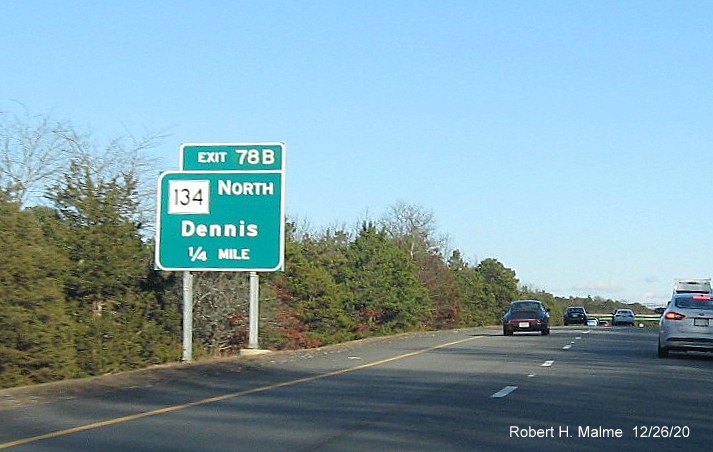 EXIT 78B
134 NORTH
Dennis
1/4 MILE
Robert H. Malme 12/26/20